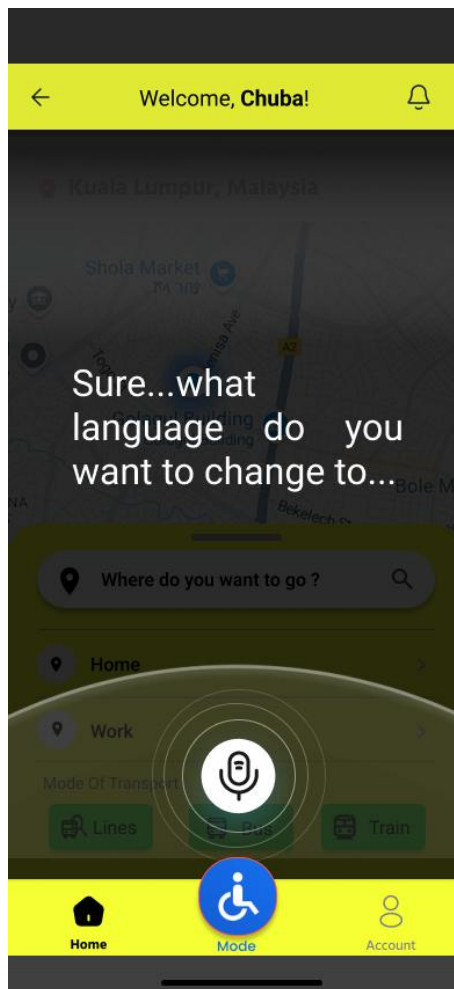 Welcome, Chuba!
Kuala Lumpur, Malaysia
Shola Market
A2
Sure...what
language do you
want to change to...
Bole M
Where do you want to go ?
Home
Work
Mode Of Transport
Lines
Bus
Train
Home
Mode
Account